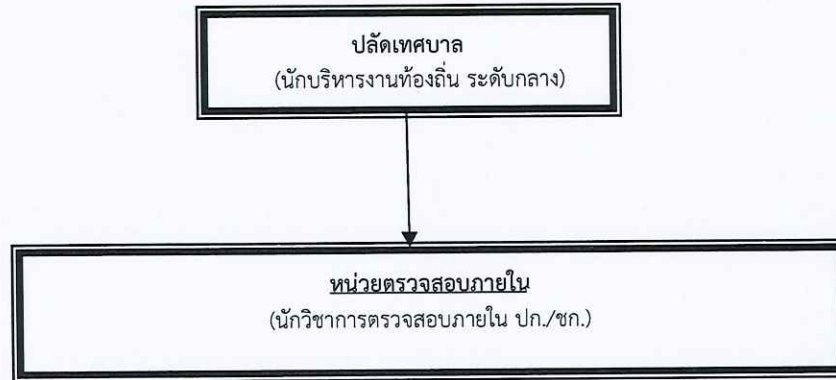 ปลัดเทศบาล
(นักบริหารงานท้องถิ่น ระดับกลาง)
หน่วยตรวจสอบภายใน
(นักวิชาการตรวจสอบภายใน ปก./ชก.)